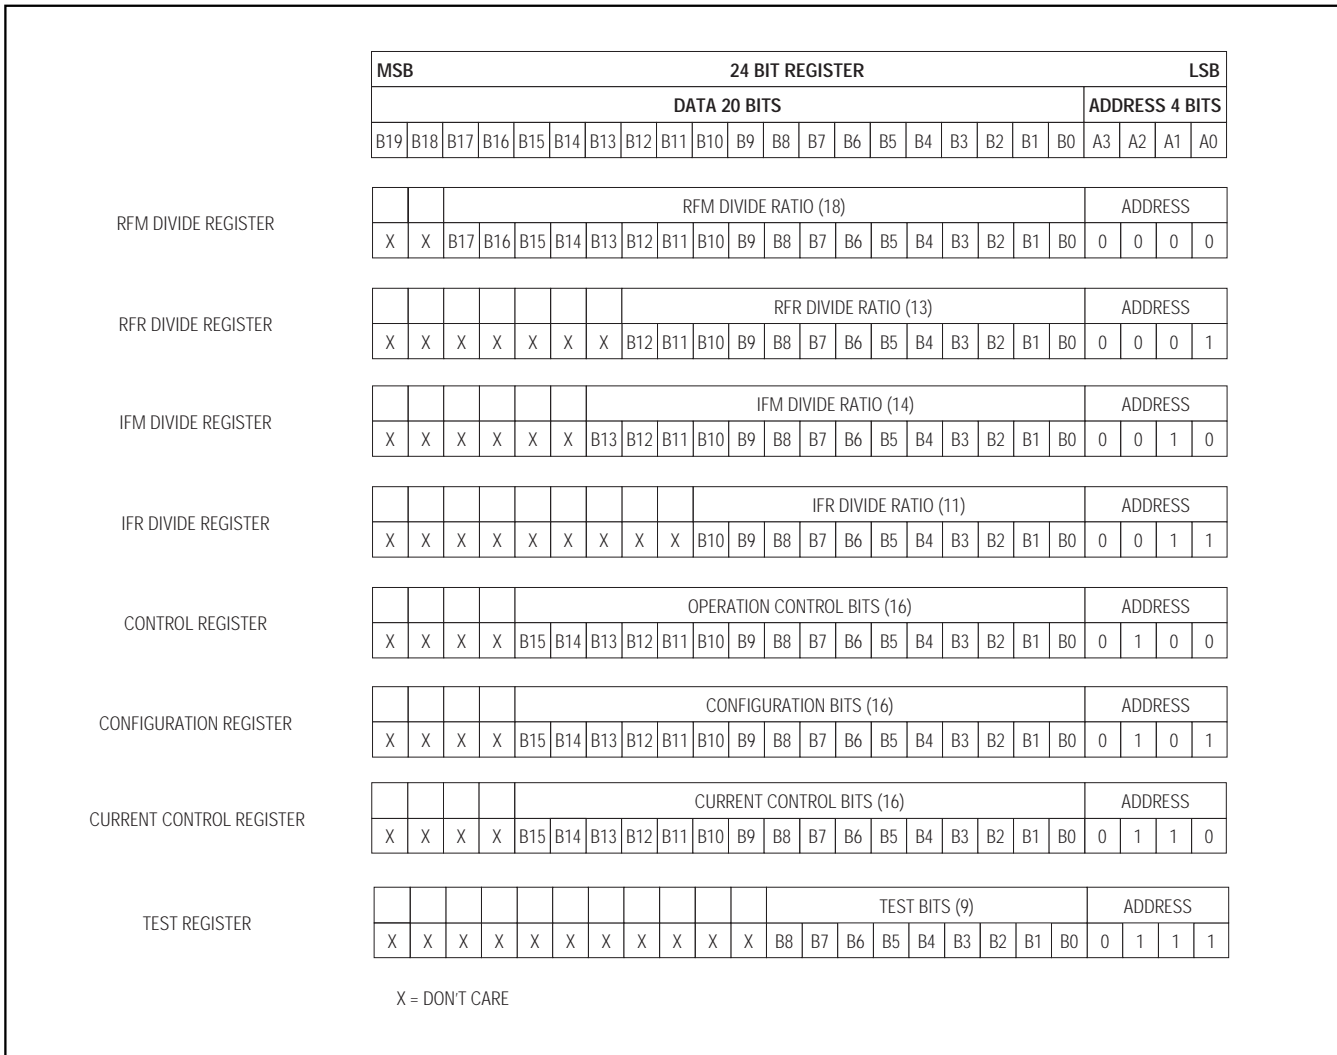 MSB 24 BIT REGISTER LSB
DATA 20 BITS ADDRESS 4 BITS
B19 B18 B17 B16 B15 B14 B13 B12 B11 B10 B9 B8 B7 B6 B5 B4 B3 B2 B1 B0 A3 A2 A1 A0
RFM DIVIDE REGISTER
RFM DIVIDE RATIO (18) ADDRESS
X X B17 B16 B15 B14 B13 B12 B11 B10 B9 B8 B7 B6 B5 B4 B3 B2 B1 B0 0 0 0 0
RFR DIVIDE REGISTER
RFR DIVIDE RATIO (13) ADDRESS
X X X X X X X B12 B11 B10 B9 B8 B7 B6 B5 B4 B3 B2 B1 B0 0 0 0 1
IFM DIVIDE REGISTER
IFM DIVIDE RATIO (14) ADDRESS
X X X X X X B13 B12 B11 B10 B9 B8 B7 B6 B5 B4 B3 B2 B1 B0 0 0 1 0
IFR DIVIDE REGISTER
IFR DIVIDE RATIO (11) ADDRESS
X X X X X X X X X B10 B9 B8 B7 B6 B5 B4 B3 B2 B1 B0 0 0 1 1
CONTROL REGISTER
OPERATION CONTROL BITS (16) ADDRESS
X X X X B15 B14 B13 B12 B11 B10 B9 B8 B7 B6 B5 B4 B3 B2 B1 B0 0 1 0 0
CONFIGURATION REGISTER
CONFIGURATION BITS (16) ADDRESS
X X X X B15 B14 B13 B12 B11 B10 B9 B8 B7 B6 B5 B4 B3 B2 B1 B0 0 1 0 1
CURRENT CONTROL REGISTER
CURRENT CONTROL BITS (16) ADDRESS
X X X X B15 B14 B13 B12 B11 B10 B9 B8 B7 B6 B5 B4 B3 B2 B1 B0 0 1 1 0
TEST REGISTER
TEST BITS (9) ADDRESS
X X X X X X X X X X X B8 B7 B6 B5 B4 B3 B2 B1 B0 0 1 1 1
X = DON'T CARE